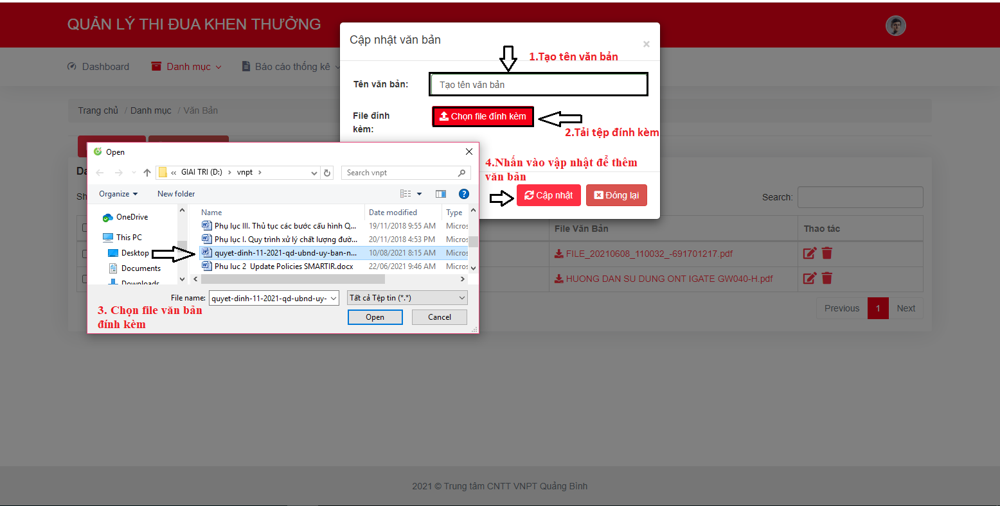 QUẢN LÝ THI ĐUA KHEN THƯỞNG
Dashboard
Danh mục
Báo cáo thống kê
Trang chủ / Danh mục / Văn Bản
Cập nhật văn bản
×
1.Tạo tên văn bản
Tên văn bản:
Tạo tên văn bản
File đính
kèm:
Chọn file đính kèm
2.Tải tệp đính kèm
4.Nhấn vào vập nhật để thêm
văn bản
Cập nhật
Đóng lại
Open
« GIAI TRI (D:) › vnpt ›
Search vnpt
Organize
New folder
OneDrive
This PC
Desktop
Documents
Downloads
Name
Date modified
Type
Phụ lục III. Thủ tục các bước cấu hình Q... 19/11/2018 9:55 AM Micros
Phụ lục I. Quy trình xử lý chất lượng đườ... 20/11/2018 4:53 PM Micros
quyet-dinh-11-2021-qd-ubnd-uy-ban-n... 10/08/2021 8:15 AM Micros
Phu luc 2 Update Policies SMARTIR.docx 22/06/2021 9:46 AM Micros
File name:
quyet-dinh-11-2021-qd-ubnd-uy-
Tất cả Tệp tin (*.*)
3. Chọn file văn bản
đính kèm
Open
Cancel
Search:
File Văn Bản
Thao tác
FILE_20210608_110032_-691701217.pdf
HUONG DAN SU DUNG ONT IGATE GW040-H.pdf
Previous
1
Next
2021 © Trung tâm CNTT VNPT Quảng Bình